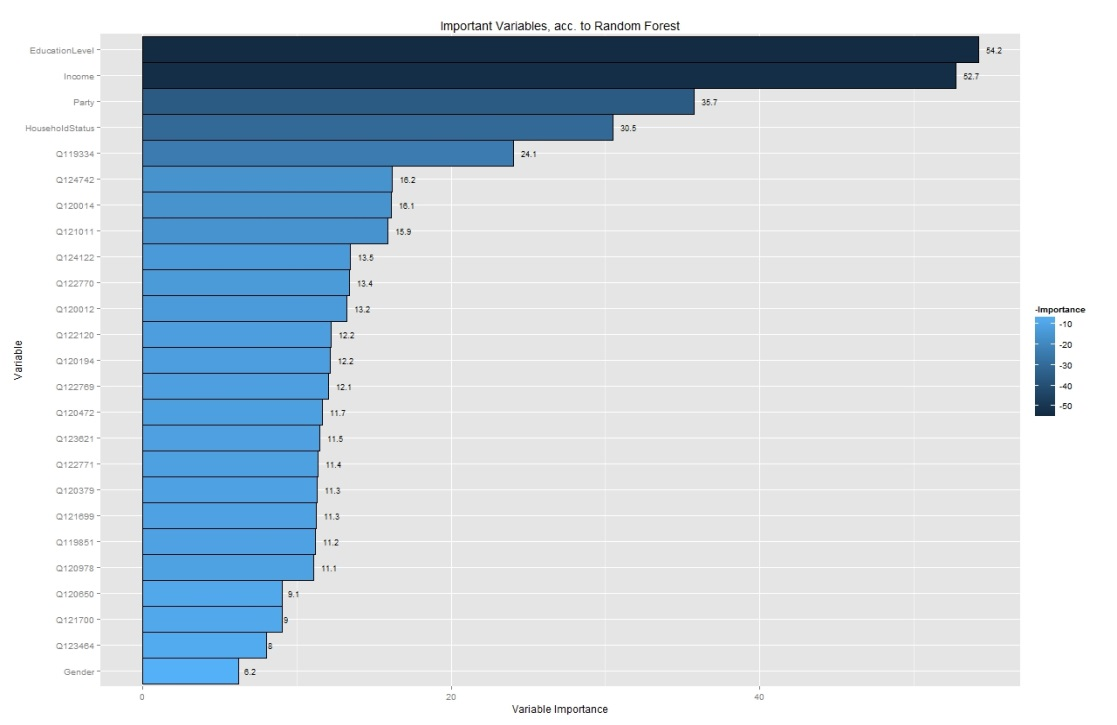 Important Variables, acc. to Random Forest
EducationLevel 54.2
Income 52.7
Party 35.7
HouseholdStatus 30.5
Q119334 24.1
Q124742 16.2
Q120014 16.1
Q121011 15.9
Q124122 13.5
Q122770 13.4
Q120012 13.2
Q122120 12.2
Q120194 12.2
Q122769 12.1
Q120472 11.7
Q123621 11.5
Q122771 11.4
Q120379 11.3
Q121699 11.3
Q119851 11.2
Q120978 11.1
Q120650 9.1
Q121700 9
Q123464 8
Gender 6.2
0 20 40
Variable Importance
Variable
-Importance
-10
-20
-30
-40
-50